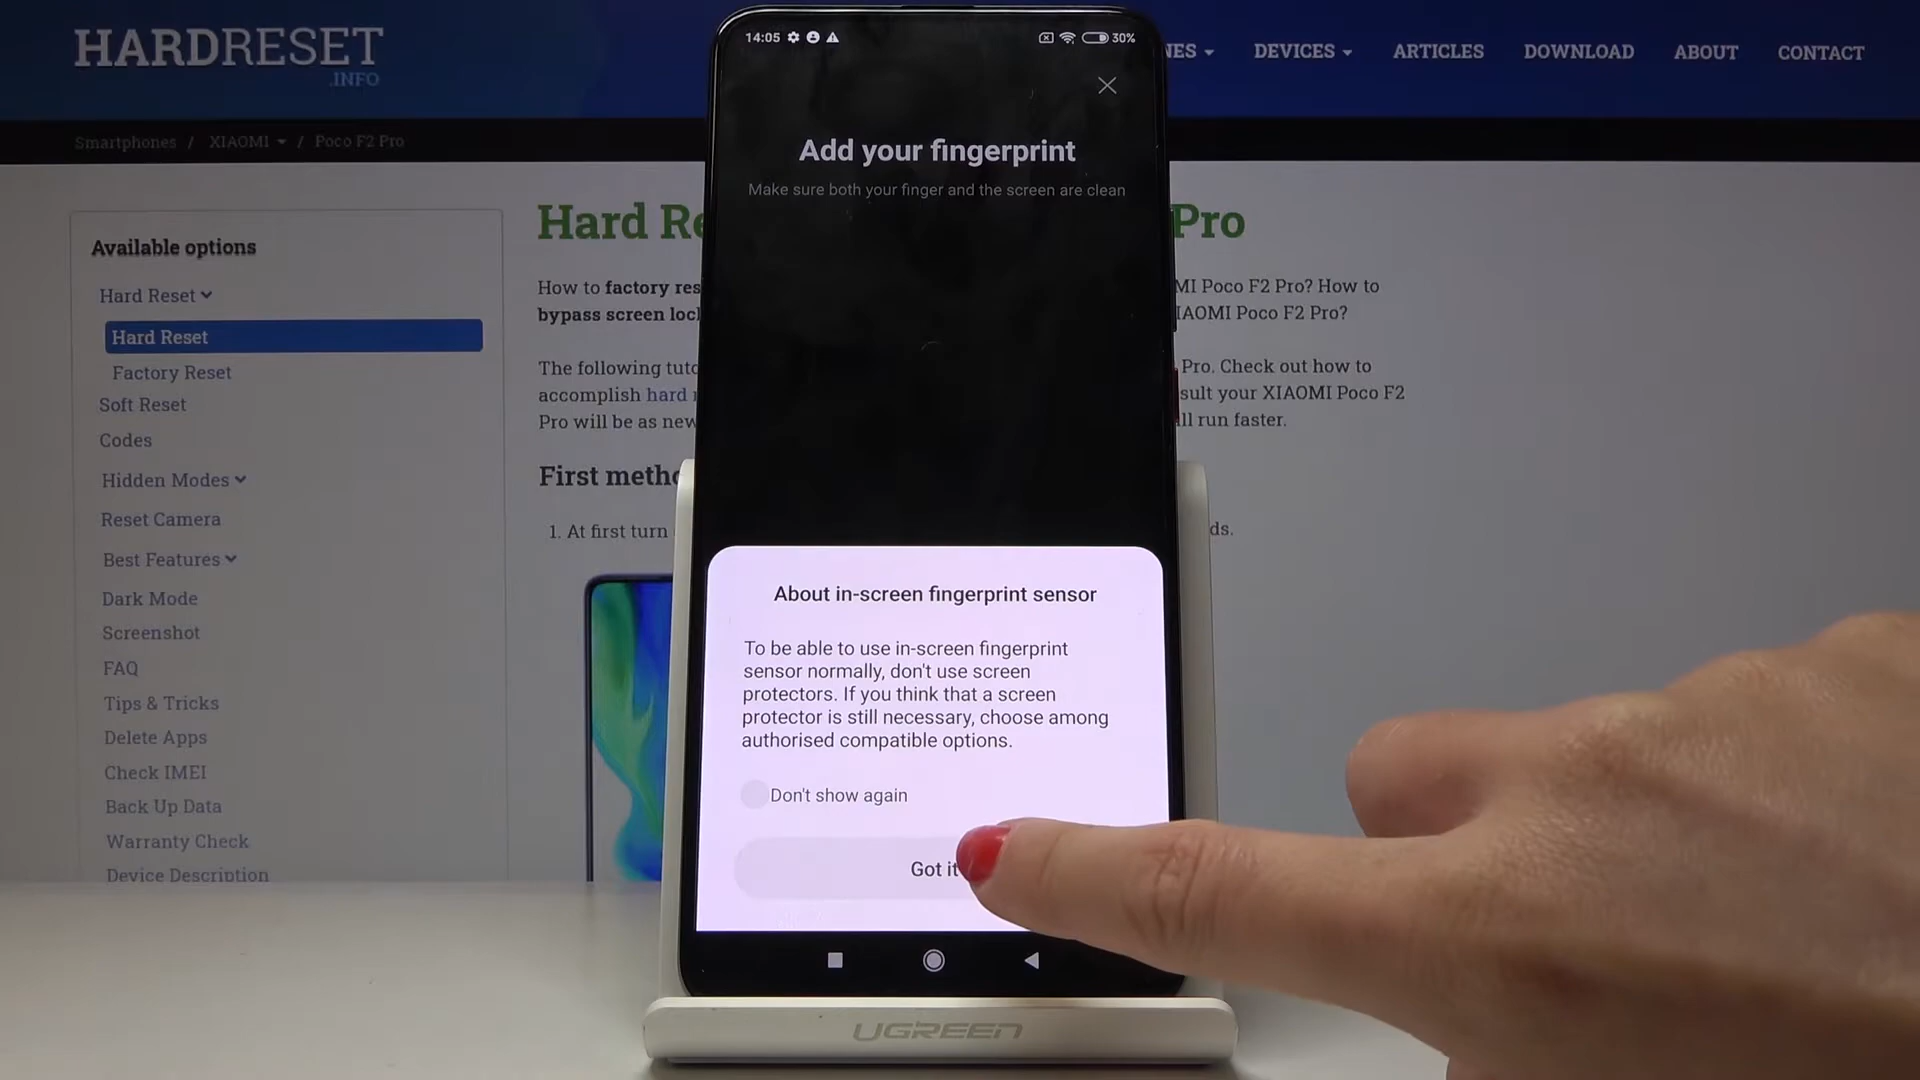 HARDRESET
.INFO
NES
DEVICES
ARTICLES
DOWNLOAD
ABOUT
CONTACT
Smartphones / XIAOMI / Poco F2 Pro
Available options
Hard Reset
Hard Reset
Factory Reset
Soft Reset
Codes
Hidden Modes
Reset Camera
Best Features
Dark Mode
Screenshot
FAQ
Tips & Tricks
Delete Apps
Check IMEI
Back Up Data
Warranty Check
Device Description
Hard Re Pro
How to factory res MI Poco F2 Pro? How to
bypass screen loc IAOMI Poco F2 Pro?
The following tuto Pro. Check out how to
accomplish hard r sult your XIAOMI Poco F2
Pro will be as new ll run faster.
First metho
1. At first turn ds.
14:05 30%
Add your fingerprint
Make sure both your finger and the screen are clean
About in-screen fingerprint sensor
To be able to use in-screen fingerprint
sensor normally, don't use screen
protectors. If you think that a screen
protector is still necessary, choose among
authorised compatible options.
Don't show again
Got it
UGREEN